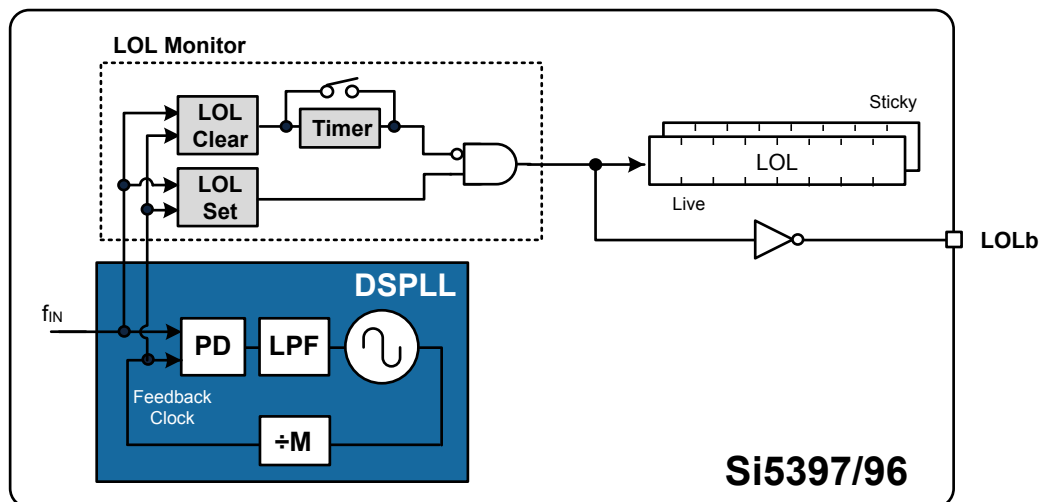 LOL Monitor
LOL
Clear
Timer
LOL
Set
Sticky
LOL
Live
LOLb
DSPLL
fIN
PD
LPF
Feedback
Clock
÷M
Si5397/96